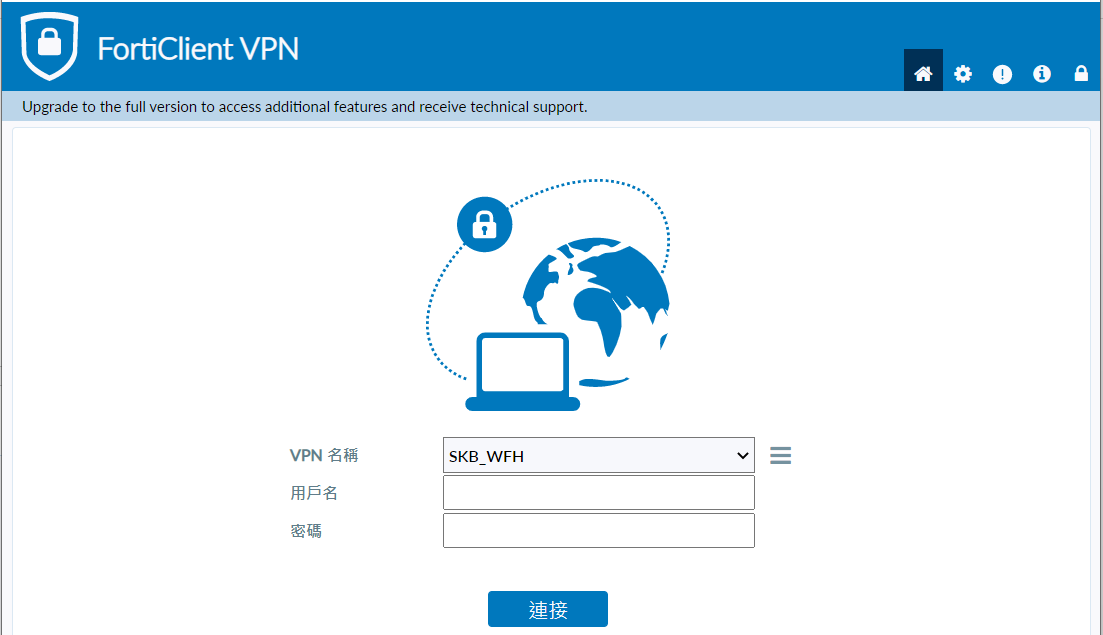 FortiClient VPN
Upgrade to the full version to access additional features and receive technical support.
VPN 名稱
SKB_WFH
用戶名
密碼
連接